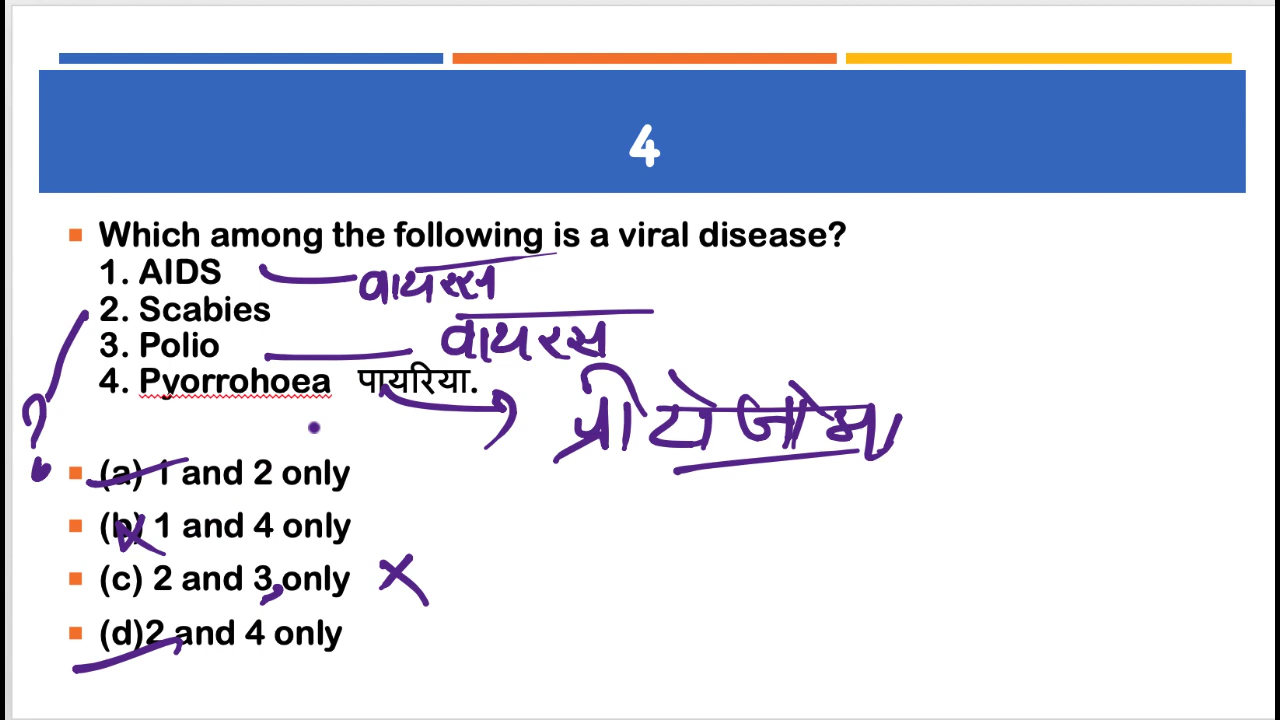 4
Which among the following is a viral disease?
1. AIDS वायरस
2. Scabies
3. Polio वायरस
4. Pyorrohoea पायरिया.
?
प्रोटोजोआ
(a) 1 and 2 only
(b) 1 and 4 only
(c) 2 and 3 only
(d)2 and 4 only